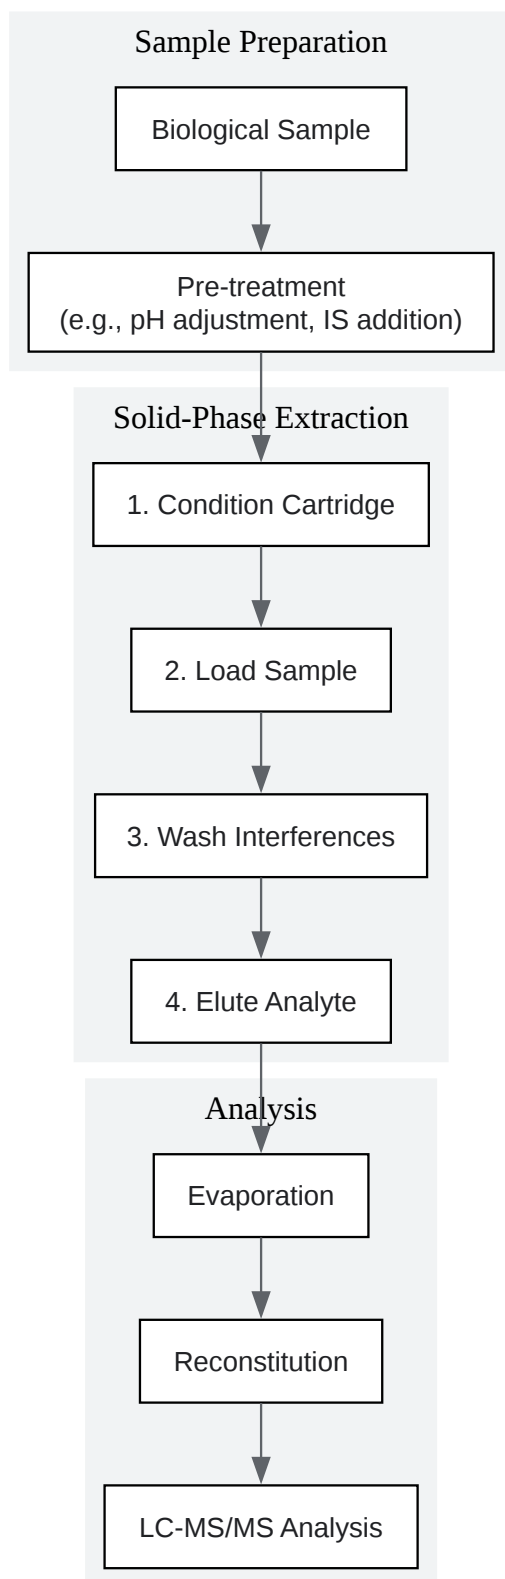 Sample Preparation
Biological Sample
Pre-treatment
(e.g., pH adjustment, IS addition)
Solid-Phase Extraction
1. Condition Cartridge
2. Load Sample
3. Wash Interferences
4. Elute Analyte
Analysis
Evaporation
Reconstitution
LC-MS/MS Analysis